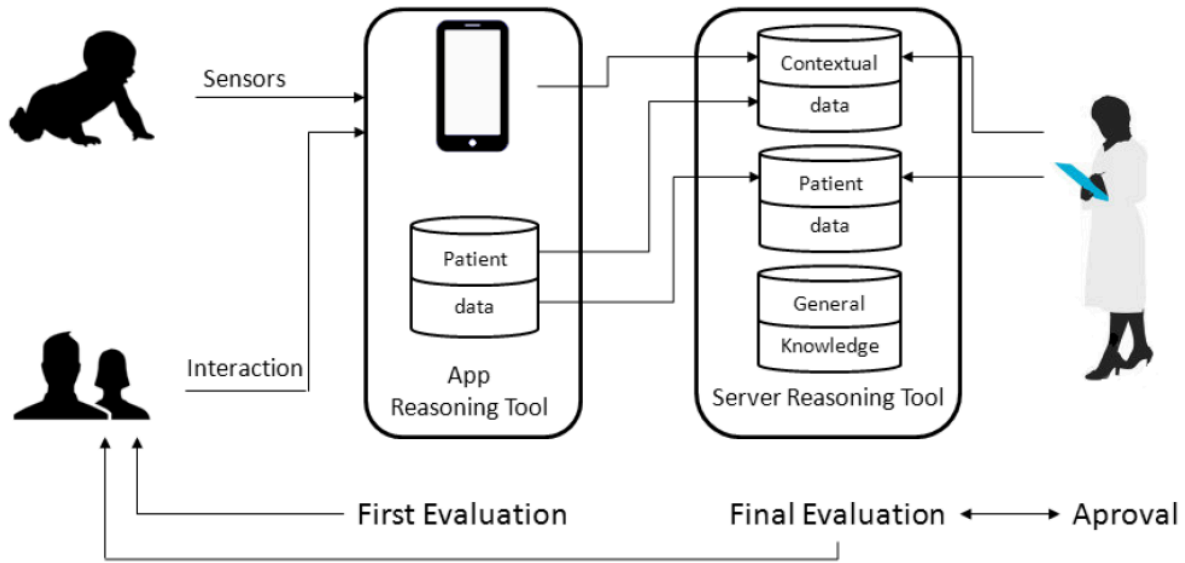 Sensors
Interaction
Patient
data
App
Reasoning Tool
Contextual
data
Patient
data
General
Knowledge
Server Reasoning Tool
First Evaluation
Final Evaluation
Aproval